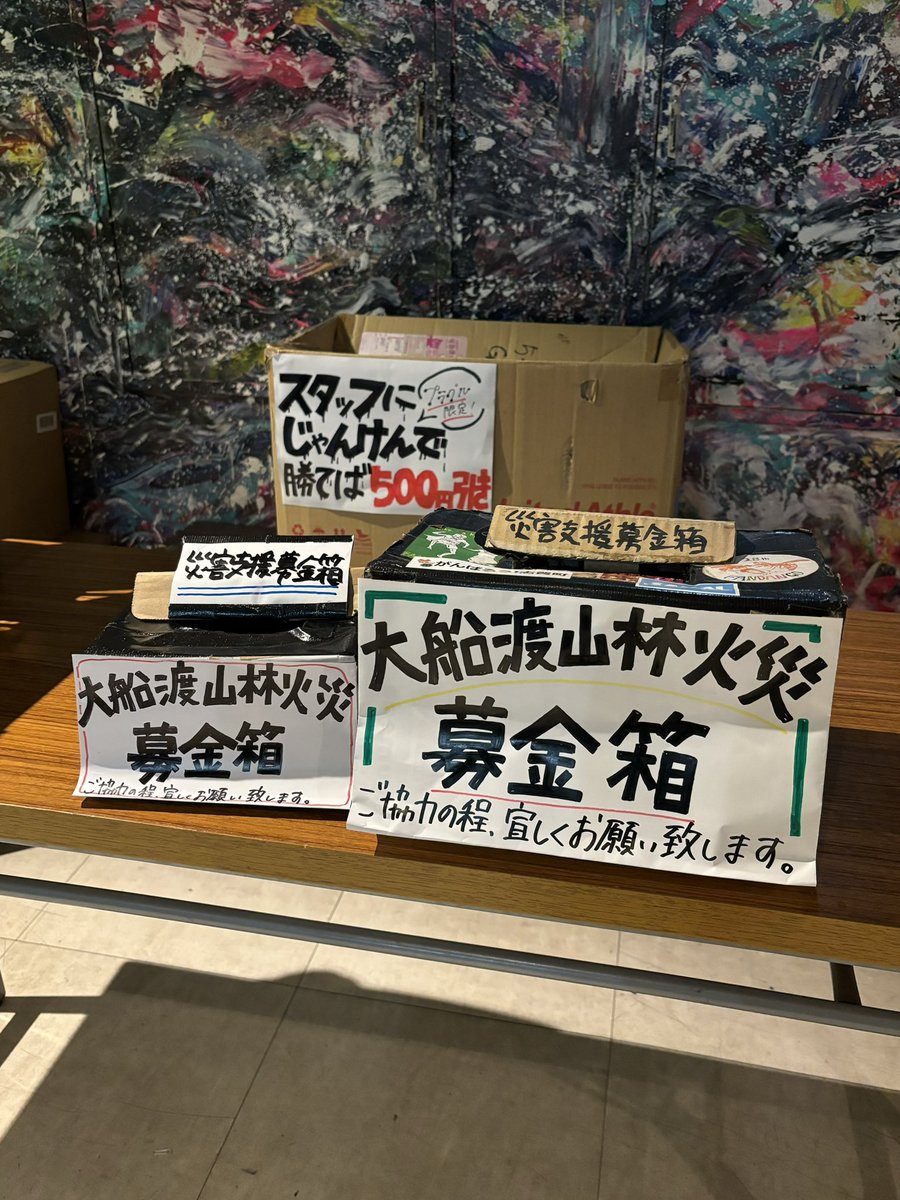 スタッフに
じゃんけんで
勝てば500円引き
限定!
災害支援募金箱
大船渡山林火災
募金箱
ご協力の程、宜しくお願い致します。
災害支援募金箱
大船渡山林火災
募金箱
ご協力の程、宜しくお願い致します。